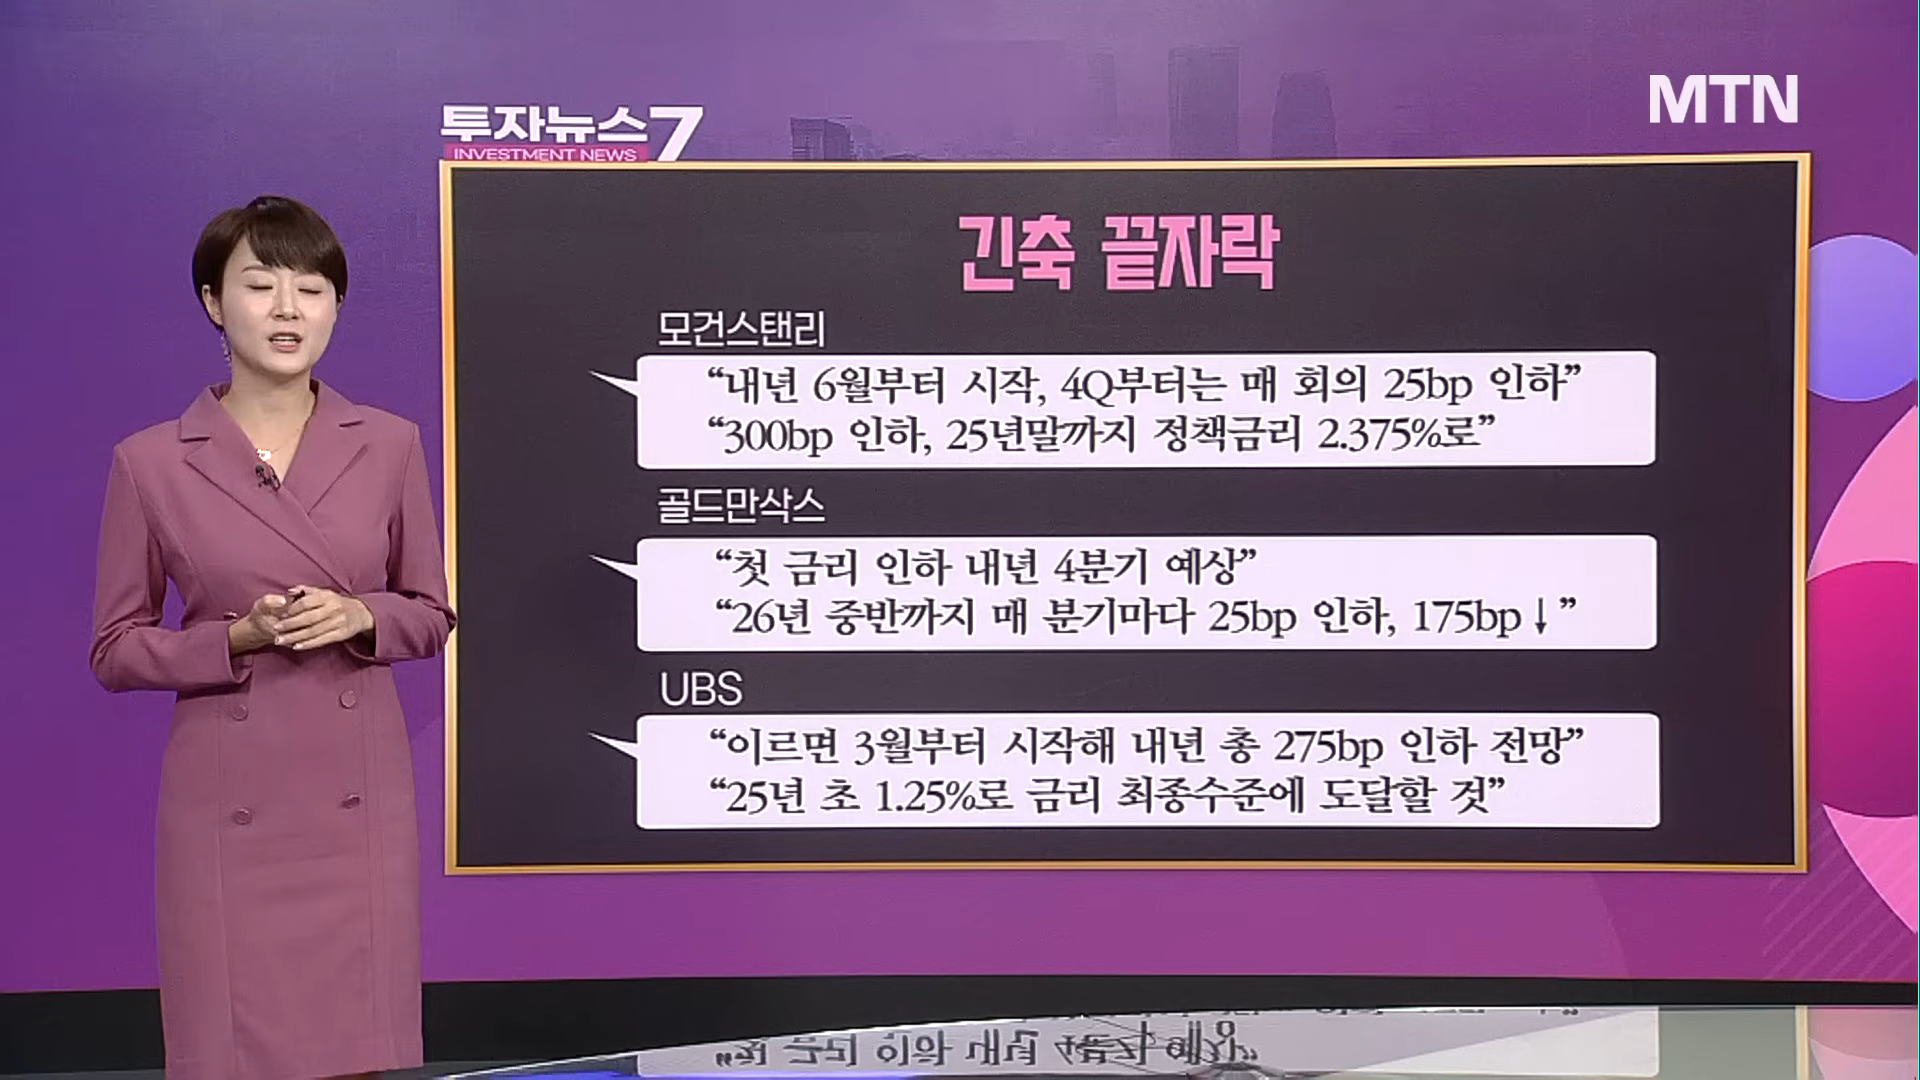 MTN
투자뉴스7
INVESTMENT NEWS
긴축 끝자락
모건스탠리
“내년 6월부터 시작, 4Q부터는 매 회의 25bp 인하”
“300bp 인하, 25년말까지 정책금리 2.375%로”
골드만삭스
“첫 금리 인하 내년 4분기 예상”
“26년 중반까지 매 분기마다 25bp 인하, 175bp↓”
UBS
“이르면 3월부터 시작해 내년 총 275bp 인하 전망”
“25년 초 1.25%로 금리 최종수준에 도달할 것”